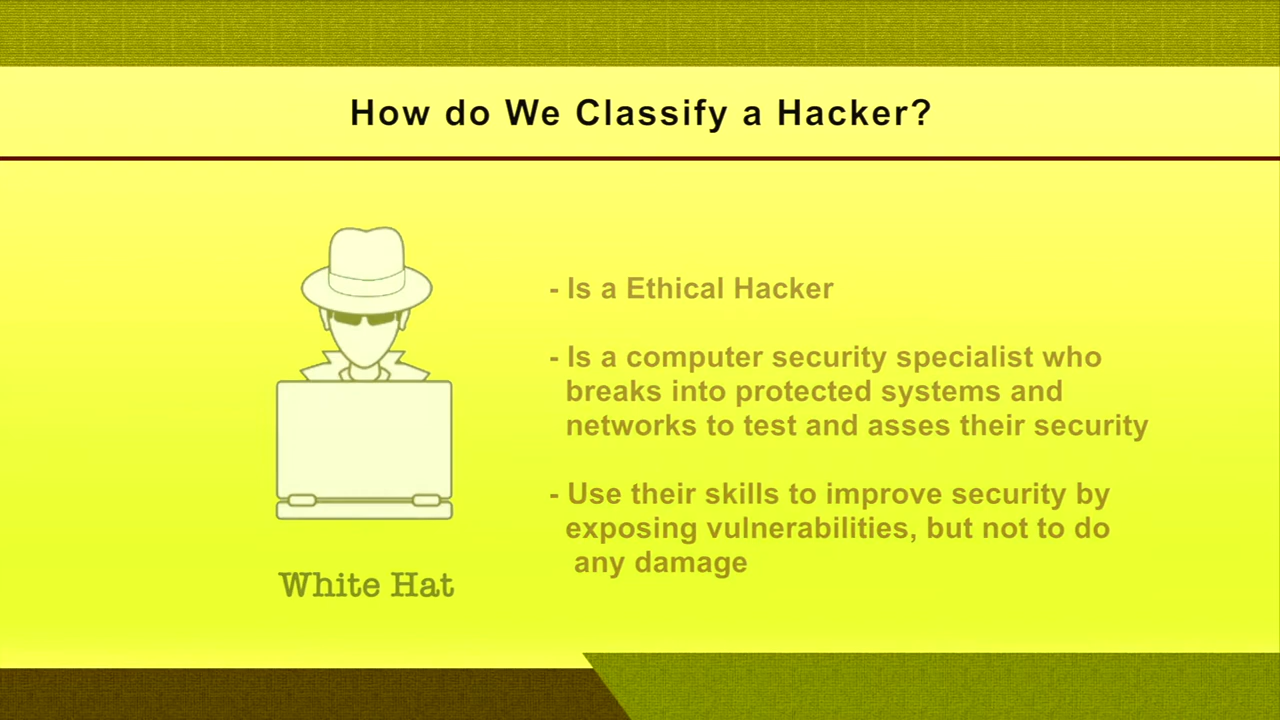 How do We Classify a Hacker?
- Is a Ethical Hacker
- Is a computer security specialist who
breaks into protected systems and
networks to test and asses their security
- Use their skills to improve security by
exposing vulnerabilities, but not to do
any damage
White Hat